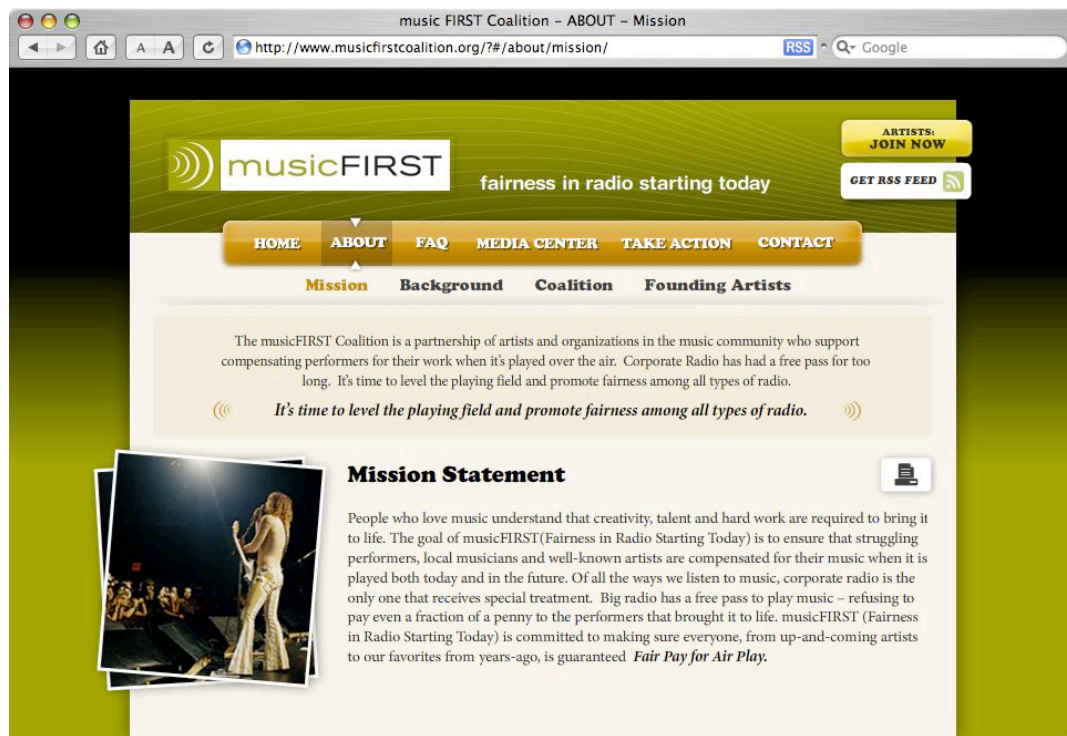 music FIRST Coalition – ABOUT – Mission
A A
http://www.musicfirstcoalition.org/?#/about/mission/
RSS
Google
ARTISTS:
JOIN NOW
musicFIRST
fairness in radio starting today
GET RSS FEED
HOME ABOUT FAQ MEDIA CENTER TAKE ACTION CONTACT
Mission Background Coalition Founding Artists
The musicFIRST Coalition is a partnership of artists and organizations in the music community who support
compensating performers for their work when it's played over the air. Corporate Radio has had a free pass for too
long. It's time to level the playing field and promote fairness among all types of radio.
It's time to level the playing field and promote fairness among all types of radio.
Mission Statement
People who love music understand that creativity, talent and hard work are required to bring it
to life. The goal of musicFIRST(Fairness in Radio Starting Today) is to ensure that struggling
performers, local musicians and well-known artists are compensated for their music when it is
played both today and in the future. Of all the ways we listen to music, corporate radio is the
only one that receives special treatment. Big radio has a free pass to play music – refusing to
pay even a fraction of a penny to the performers that brought it to life. musicFIRST (Fairness
in Radio Starting Today) is committed to making sure everyone, from up-and-coming artists
to our favorites from years-ago, is guaranteed Fair Pay for Air Play.